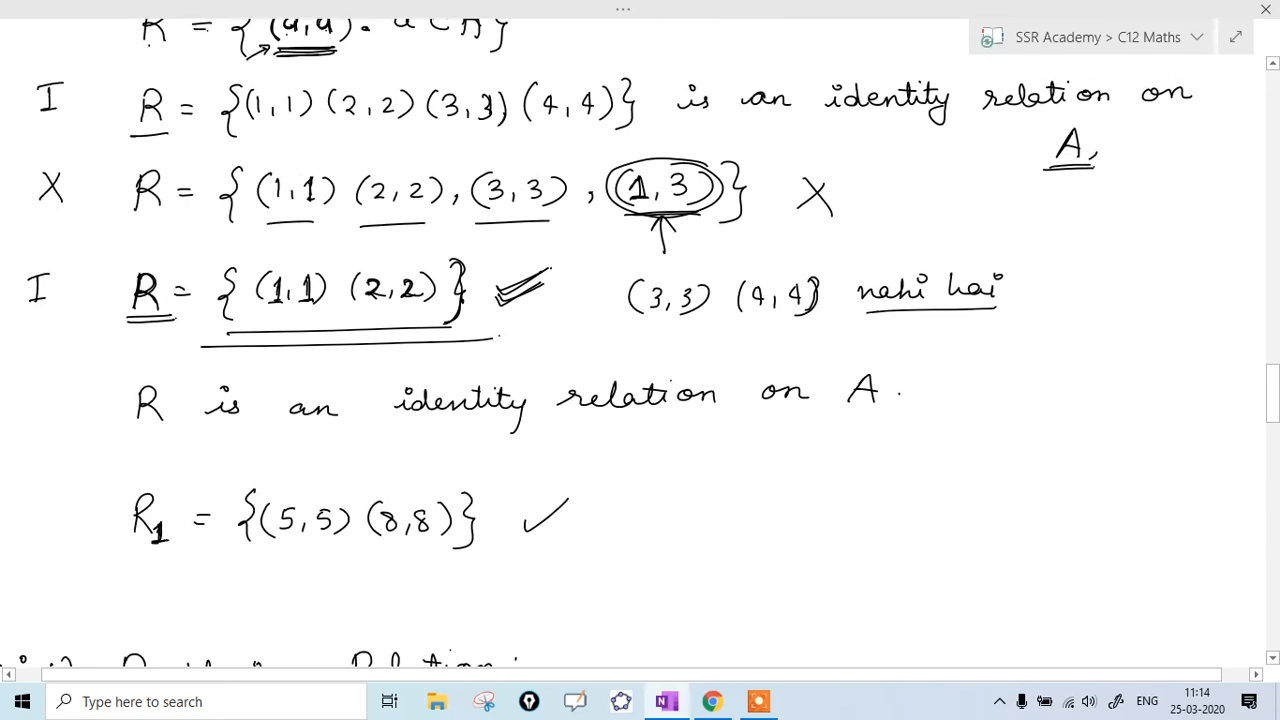 SSR Academy > C12 Maths
R = {(a,a)
I R = {(1,1) (2,2) (3,3) (4,4)} is an identity relation on
A,
X R = { (1,1) (2,2), (3,3) , (1,3) } X
I R = { (1,1) (2,2) } ✓ (3,3) (4,4) nahi hai
R is an identity relation on A.
R1 = {(5,5) (8,8)} ✓
Relation :
Type here to search
ENG
11:14
25-03-2020